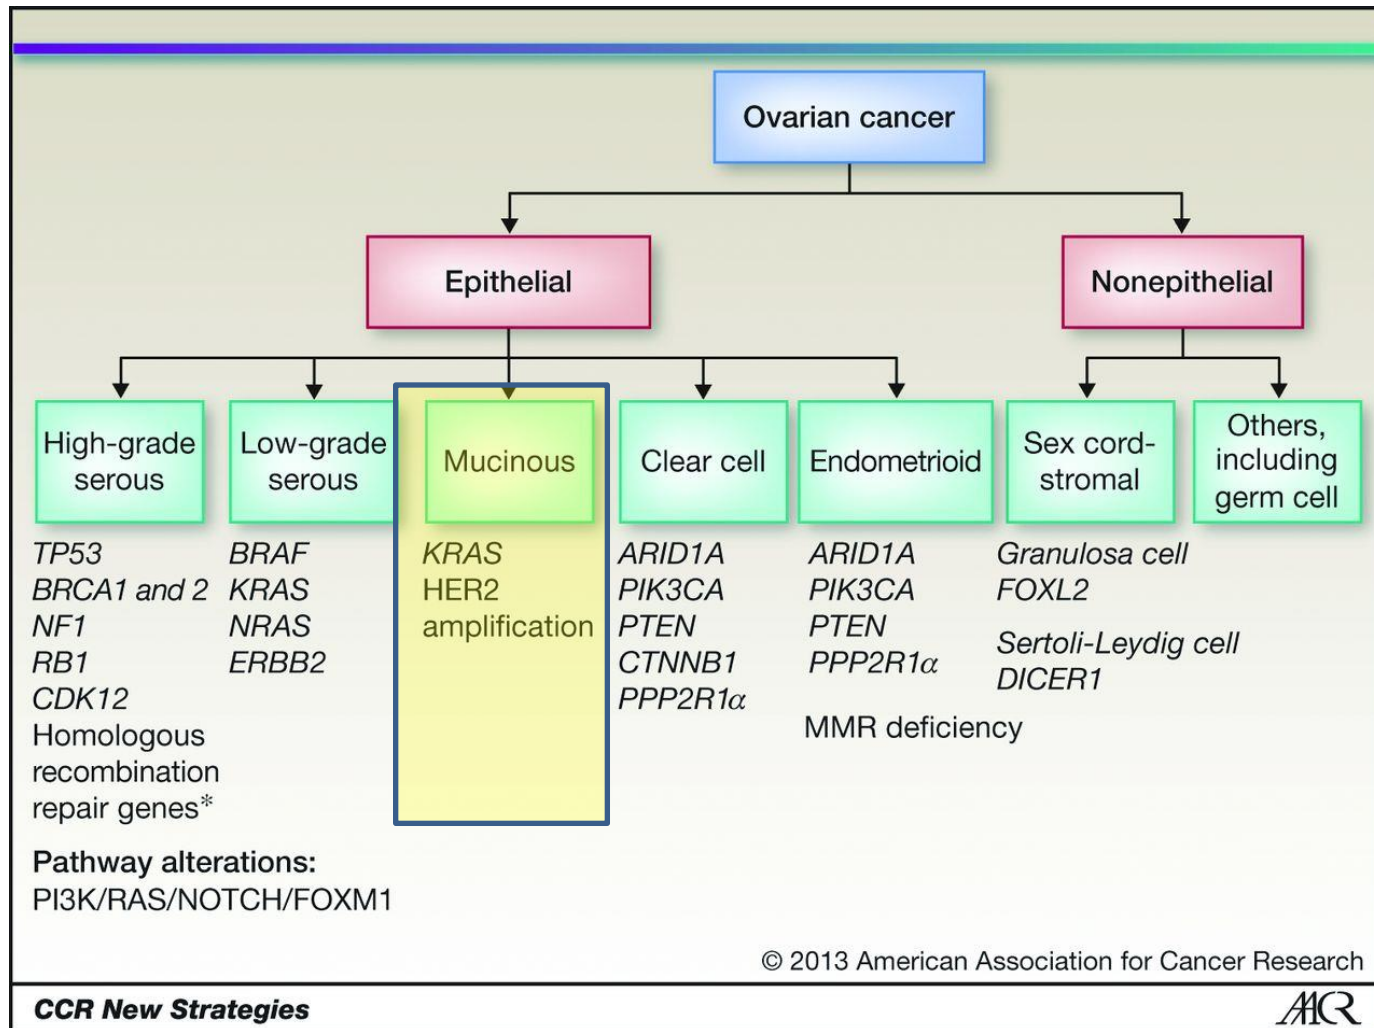 Ovarian cancer
Epithelial
Nonepithelial
High-grade
serous
Low-grade
serous
Mucinous
Clear cell
Endometrioid
Sex cord-
stromal
Others,
including
germ cell
TP53
BRCA1 and 2
NF1
RB1
CDK12
Homologous
recombination
repair genes*
BRAF
KRAS
NRAS
ERBB2
KRAS
HER2
amplification
ARID1A
PIK3CA
PTEN
CTNNB1
PPP2R1α
ARID1A
PIK3CA
PTEN
PPP2R1α
MMR deficiency
Granulosa cell
FOXL2
Sertoli-Leydig cell
DICER1
Pathway alterations:
PI3K/RAS/NOTCH/FOXM1
© 2013 American Association for Cancer Research
CCR New Strategies
AACR